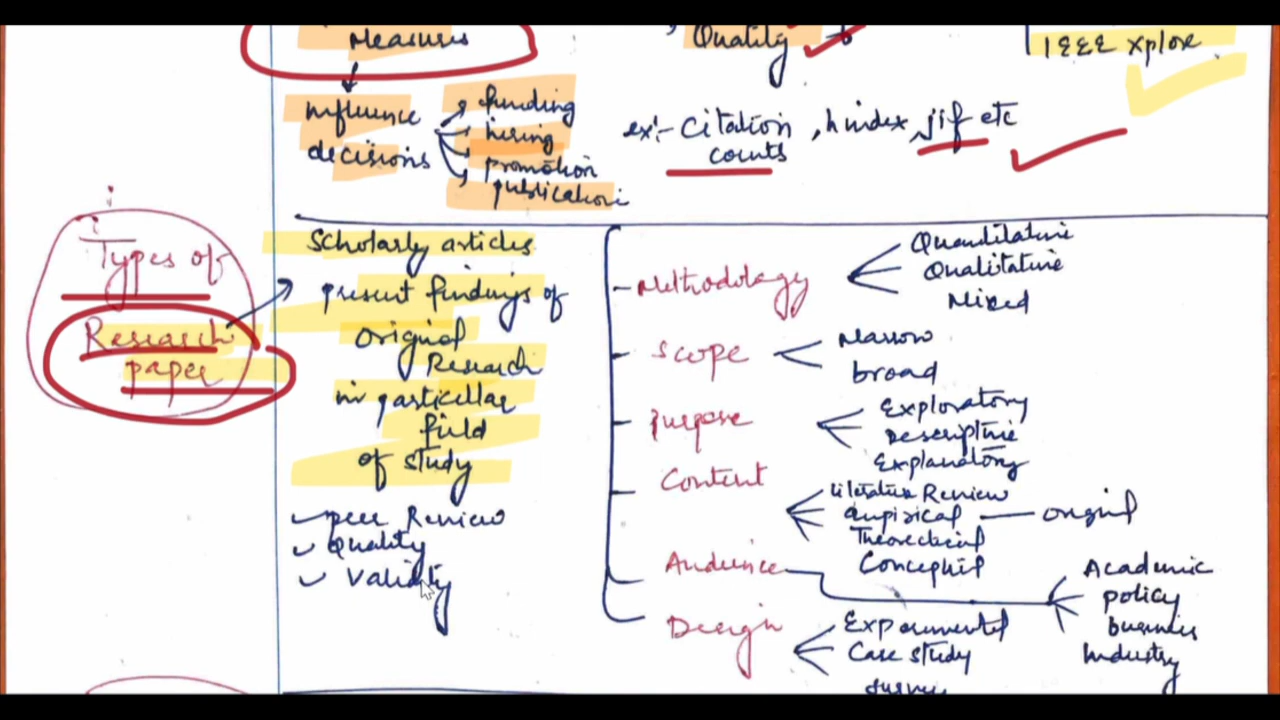 Measures
Quality
IEEE Xplore
influence
decisions
funding
hiring
promotion
publication
ex:- Citation
counts
, h index, jif etc
Types of
Research
paper
Scholarly articles
present findings of
original
Research
in particular
field
of study
peer Review
Quality
Validity
Methodology
Quantitative
Qualitative
Mixed
Scope
Narrow
broad
Purpose
Exploratory
Descriptive
Explanatory
Content
Literature Review
empirical — original
Theorectical
Audience
Academic
policy
business
Industry
Design
Experimental
Case study
survey